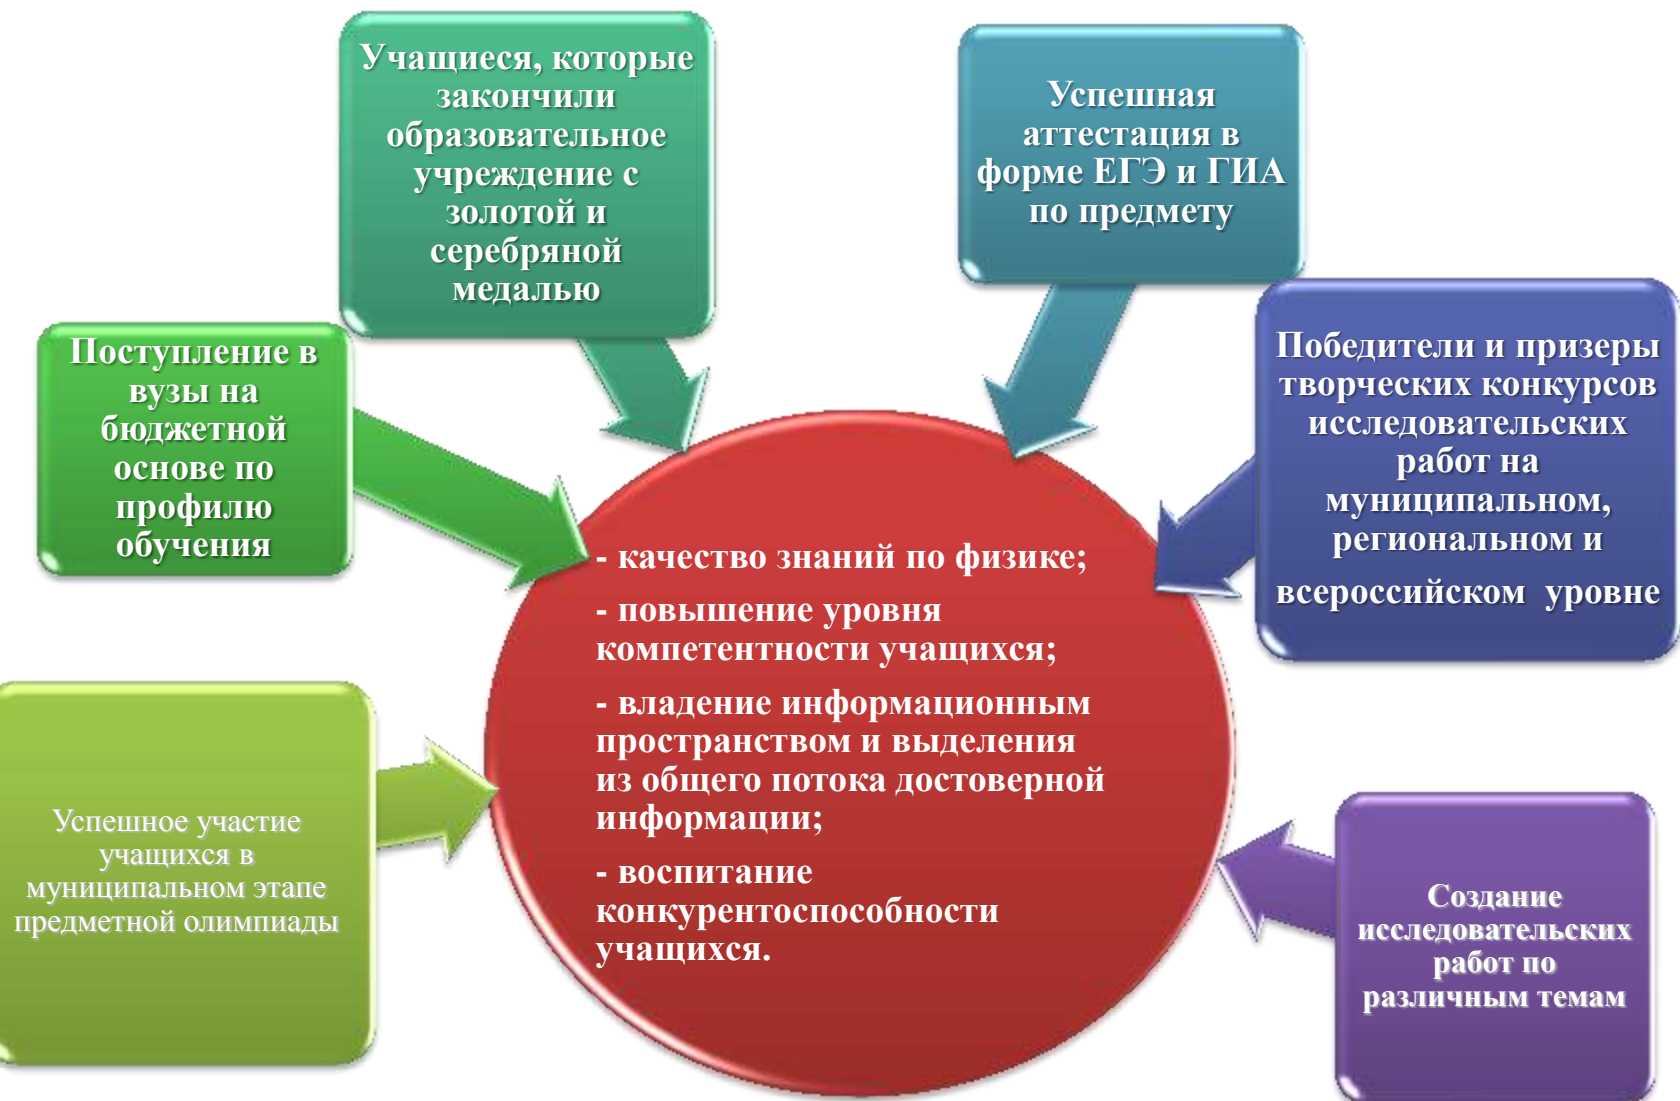 Учащиеся, которые
закончили
образовательное
учреждение с
золотой и
серебряной
медалью
Успешная
аттестация в
форме ЕГЭ и ГИА
по предмету
Поступление в
вузы на
бюджетной
основе по
профилю
обучения
Победители и призеры
творческих конкурсов
исследовательских
работ на
муниципальном,
региональном и
всероссийском уровне
- качество знаний по физике;
- повышение уровня
компетентности учащихся;
- владение информационным
пространством и выделения
из общего потока достоверной
информации;
- воспитание
конкурентоспособности
учащихся.
Успешное участие
учащихся в
муниципальном этапе
предметной олимпиады
Создание
исследовательских
работ по
различным темам